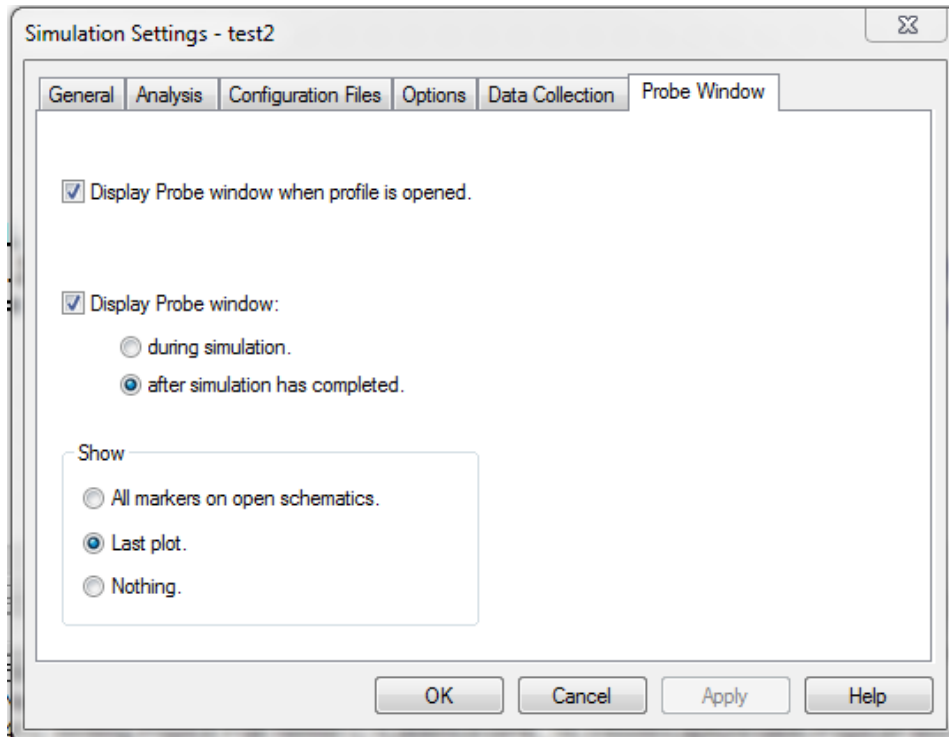 Simulation Settings - test2
General Analysis Configuration Files Options Data Collection Probe Window
Display Probe window when profile is opened.
Display Probe window:
during simulation.
after simulation has completed.
Show
All markers on open schematics.
Last plot.
Nothing.
OK Cancel Apply Help